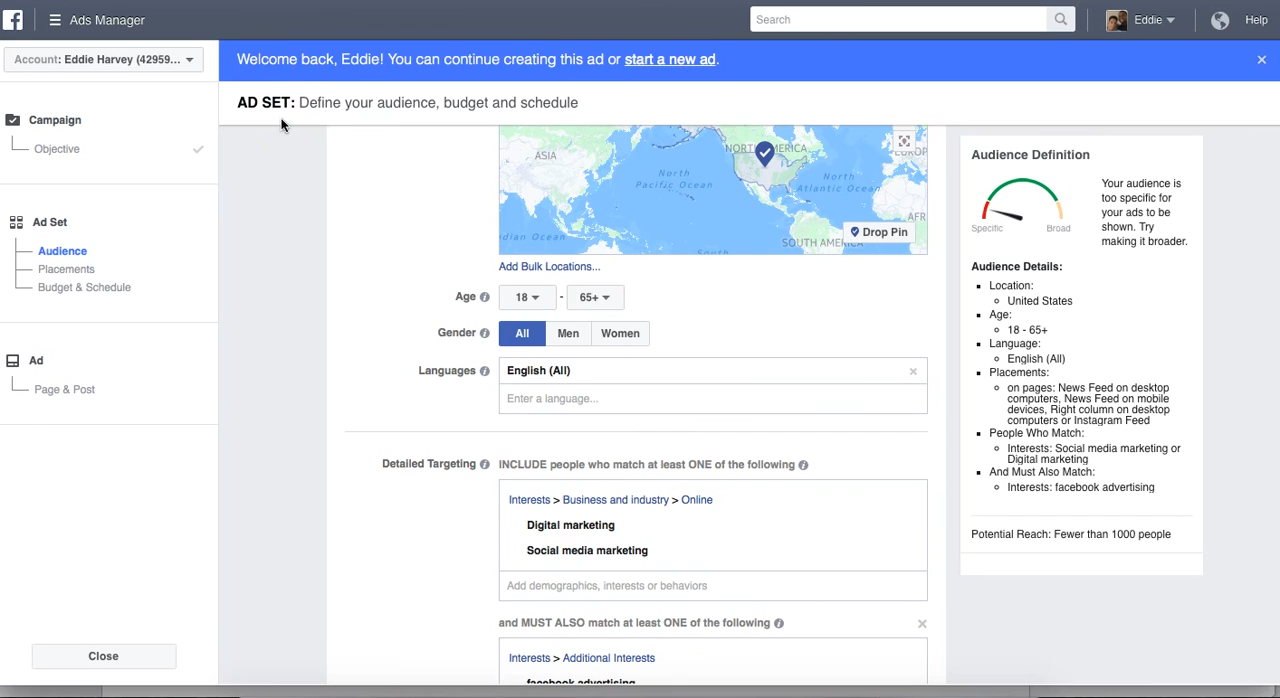 f
Ads Manager
Search
Eddie
Help
Account: Eddie Harvey (42959...
Welcome back, Eddie! You can continue creating this ad or start a new ad.
AD SET: Define your audience, budget and schedule
Campaign
Objective
Ad Set
Audience
Placements
Budget & Schedule
Ad
Page & Post
Close
ASIA
NORTH AMERICA
EUROP
North
Pacific Ocean
North
Atlantic Ocean
AFR
dian Ocean
South
SOUTH AMERICA
Drop Pin
Add Bulk Locations...
Age
18
-
65+
Gender
All
Men
Women
Languages
English (All)
Enter a language...
Detailed Targeting
INCLUDE people who match at least ONE of the following
Interests > Business and industry > Online
Digital marketing
Social media marketing
Add demographics, interests or behaviors
and MUST ALSO match at least ONE of the following
Interests > Additional Interests
facebook advertising
Audience Definition
Specific
Broad
Your audience is
too specific for
your ads to be
shown. Try
making it broader.
Audience Details:
Location:
United States
Age:
18 - 65+
Language:
English (All)
Placements:
on pages: News Feed on desktop
computers, News Feed on mobile
devices, Right column on desktop
computers or Instagram Feed
People Who Match:
Interests: Social media marketing or
Digital marketing
And Must Also Match:
Interests: facebook advertising
Potential Reach: Fewer than 1000 people